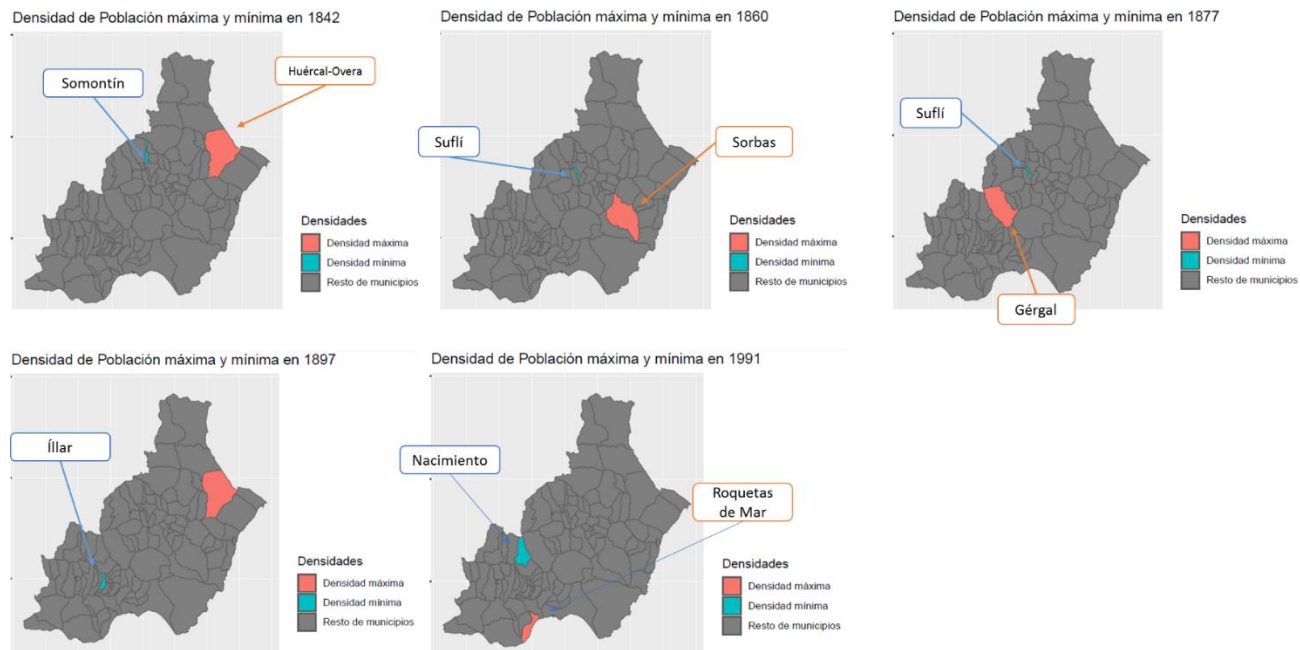 Densidad de Población máxima y mínima en 1842
Somontín
Huércal-Overa
Densidades
Densidad máxima
Densidad mínima
Resto de municipios
Densidad de Población máxima y mínima en 1860
Suflí
Sorbas
Densidades
Densidad máxima
Densidad mínima
Resto de municipios
Densidad de Población máxima y mínima en 1877
Suflí
Densidades
Densidad máxima
Densidad mínima
Resto de municipios
Gérgal
Densidad de Población máxima y mínima en 1897
Íllar
Densidades
Densidad máxima
Densidad mínima
Resto de municipios
Densidad de Población máxima y mínima en 1991
Nacimiento
Roquetas
de Mar
Densidades
Densidad máxima
Densidad mínima
Resto de municipios